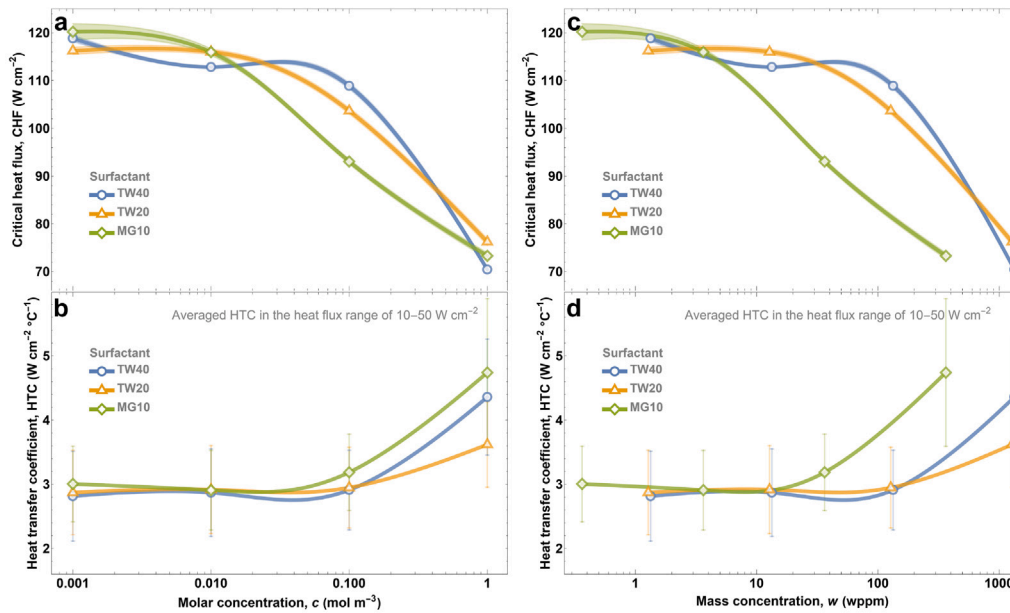 a
120
110
100
90
80
70
Critical heat flux, CHF (W cm⁻²)
Surfactant
TW40
TW20
MG10
c
120
110
100
90
80
70
Critical heat flux, CHF (W cm⁻²)
Surfactant
TW40
TW20
MG10
b
Averaged HTC in the heat flux range of 10–50 W cm⁻²
5
4
3
2
1
Heat transfer coefficient, HTC (W cm⁻² °C⁻¹)
Surfactant
TW40
TW20
MG10
0.001
0.010
0.100
1
Molar concentration, c (mol m⁻³)
d
Averaged HTC in the heat flux range of 10–50 W cm⁻²
5
4
3
2
1
Heat transfer coefficient, HTC (W cm⁻² °C⁻¹)
Surfactant
TW40
TW20
MG10
1
10
100
1000
Mass concentration, w (wppm)